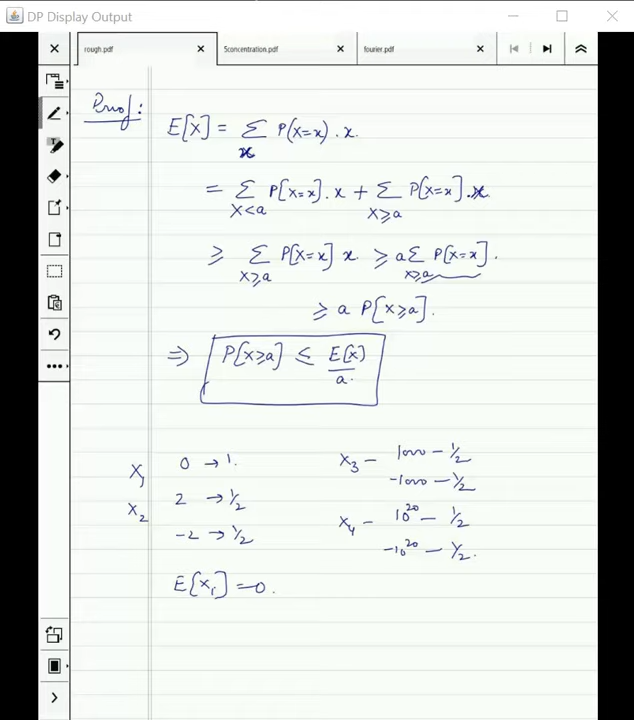 DP Display Output
rough.pdf
5concentration.pdf
fourier.pdf
Proof:
E[X] = ∑_x P(X=x).x.
= ∑_{X<a} P[X=x].x + ∑_{X≥a} P[X=x].x
≥ ∑_{X≥a} P[X=x] x ≥ a∑_{X≥a} P[X=x].
≥ a P[X≥a].
⇒ P[X≥a] ≤ E[X]/a.
X₁ 0 → 1.
X₂ 2 → 1/2
-2 → 1/2
X₃ - 1000 - 1/2
-1000 - 1/2
X₄ - 10^20 - 1/2
-10^20 - 1/2.
E[X₁] = 0.